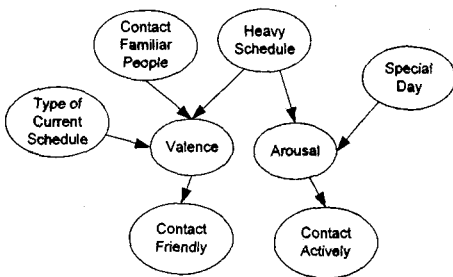 Contact
Familiar
People
Heavy
Schedule
Special
Day
Type of
Current
Schedule
Valence
Arousal
Contact
Friendly
Contact
Actively